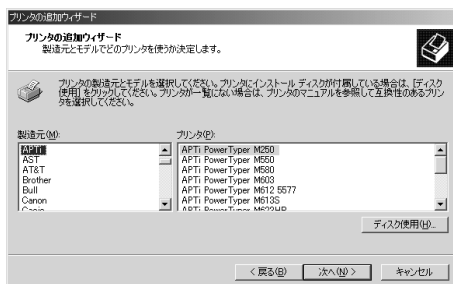 プリンタの追加ウィザード
プリンタの追加ウィザード
製造元とモデルでどのプリンタを使うか決定します。
プリンタの製造元とモデルを選択してください。プリンタにインストール ディスクが付属している場合は、[ディスク
使用] をクリックしてください。プリンタが一覧にない場合は、プリンタのマニュアルを参照して互換性のあるプリン
タを選択してください。
製造元(M):
APTi
AST
AT&T
Brother
Bull
Canon
プリンタ(P):
APTi PowerTyper M250
APTi PowerTyper M550
APTi PowerTyper M580
APTi PowerTyper M603
APTi PowerTyper M612 5577
APTi PowerTyper M613S
APTi PowerTyper M623HP
ディスク使用(H)...
< 戻る(B)
次へ(N) >
キャンセル